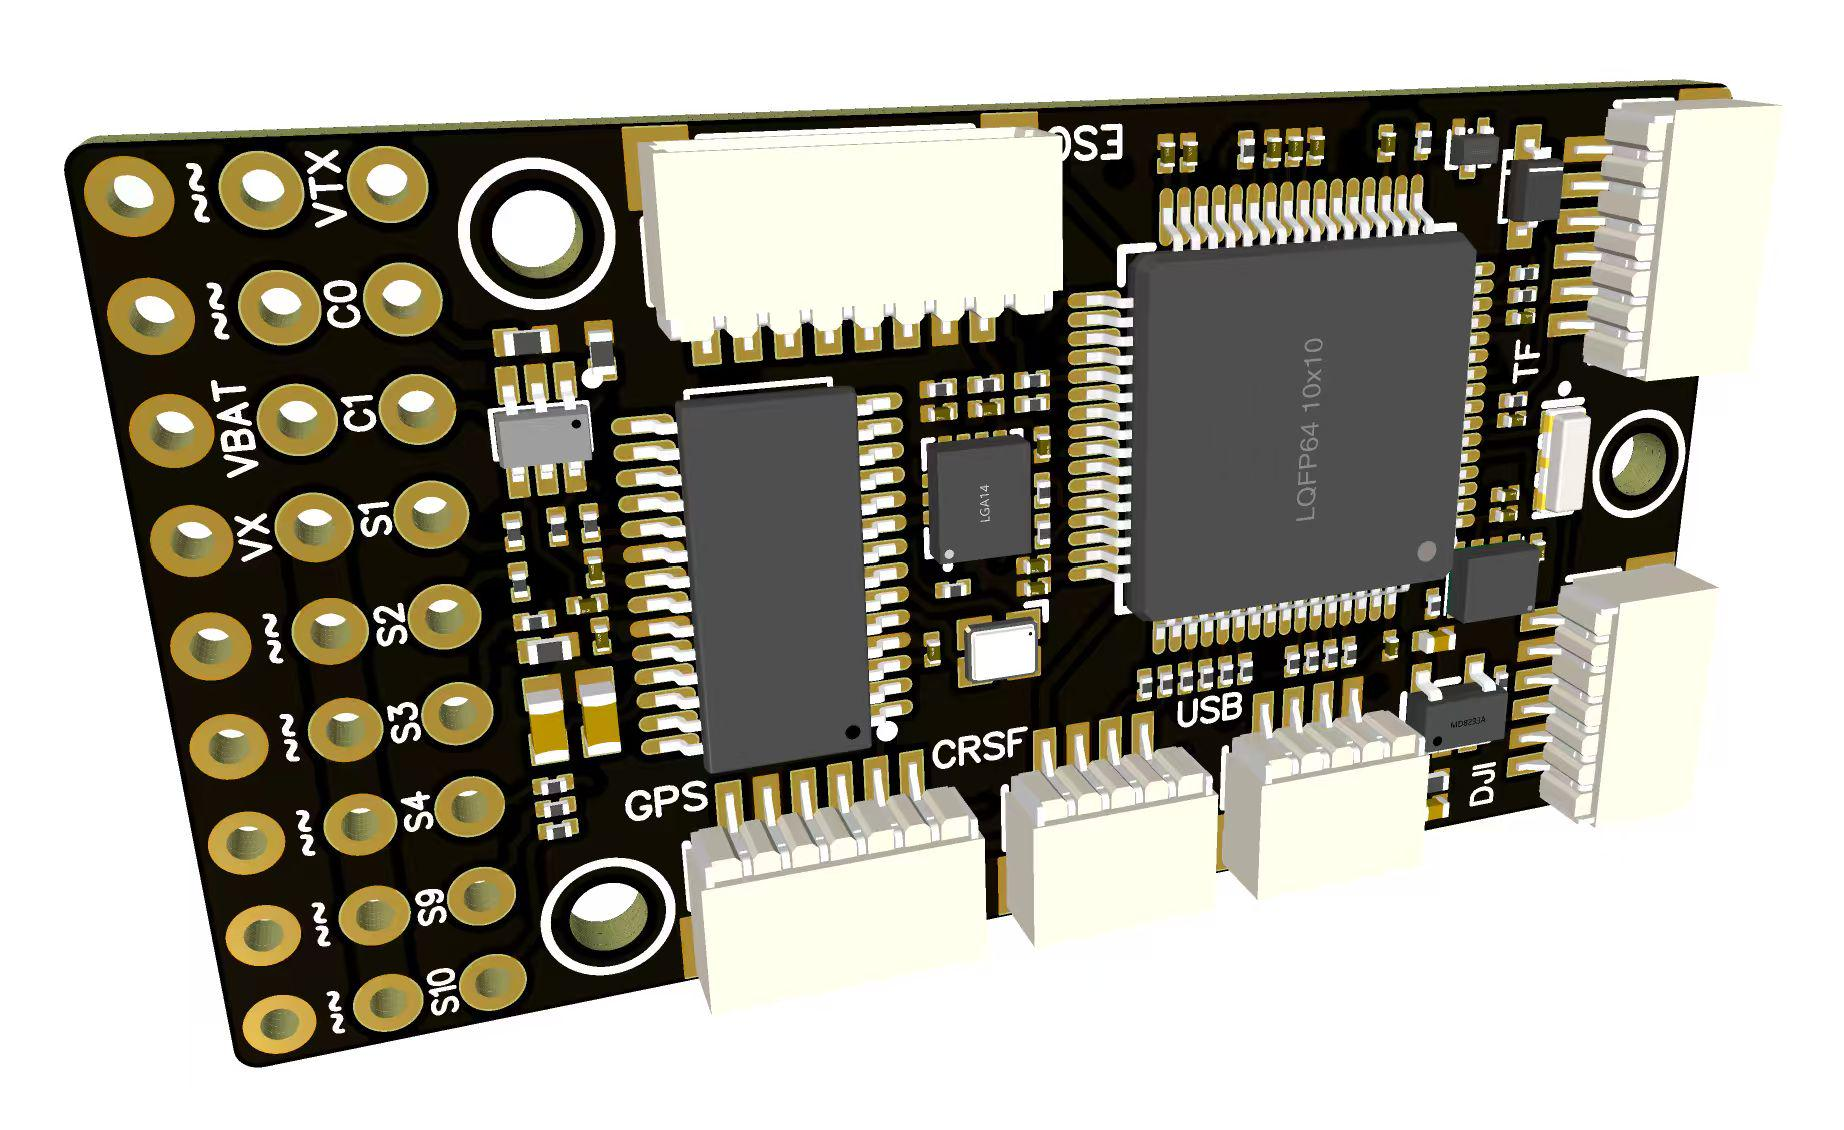 VTX
C0
VBAT
C1
VX
S1
S2
S3
S4
S9
S10
ESC
LGA14
LQFP64 10x10
TF
GPS
CRSF
USB
DJI